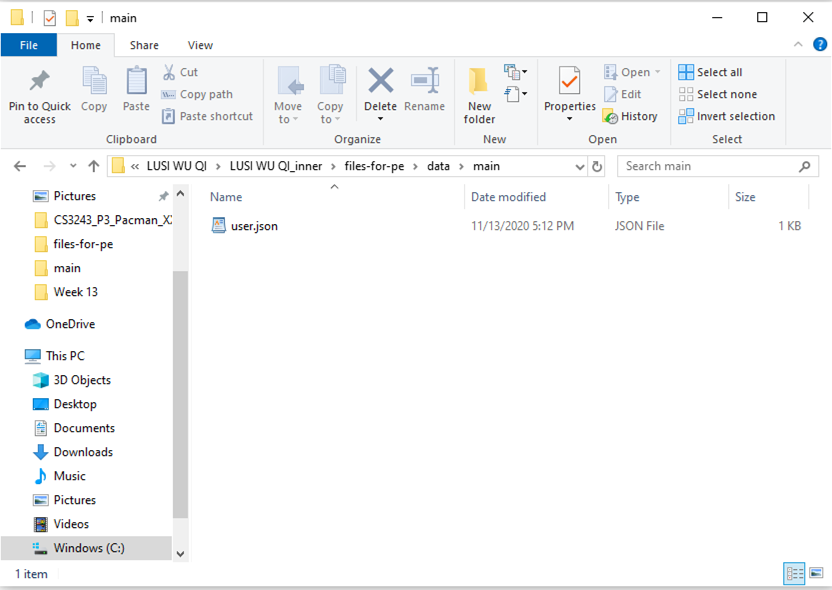 main
File Home Share View
Pin to Quick access
Copy
Paste
Cut
Copy path
Paste shortcut
Clipboard
Move to
Copy to
Delete
Rename
Organize
New folder
New
Properties
Open
Edit
History
Open
Select all
Select none
Invert selection
Select
« LUSI WU QI > LUSI WU QI_inner > files-for-pe > data > main
Search main
Pictures
CS3243_P3_Pacman_XX
files-for-pe
main
Week 13
OneDrive
This PC
3D Objects
Desktop
Documents
Downloads
Music
Pictures
Videos
Windows (C:)
Name Date modified Type Size
user.json 11/13/2020 5:12 PM JSON File 1 KB
1 item